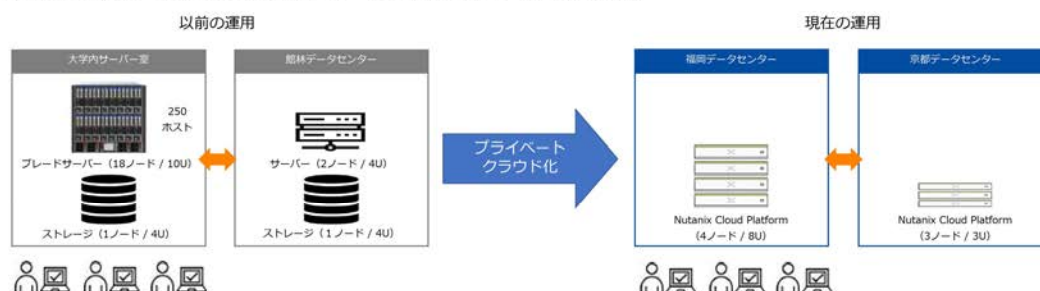 以前の運用
現在の運用
大学内サーバー室
館林データセンター
福岡データセンター
京都データセンター
250
ホスト
ブレードサーバー（18ノード / 10U）
サーバー（2ノード / 4U）
ストレージ（1ノード / 4U）
ストレージ（1ノード / 4U）
プライベート
クラウド化
Nutanix Cloud Platform
（4ノード / 8U）
Nutanix Cloud Platform
（3ノード / 3U）